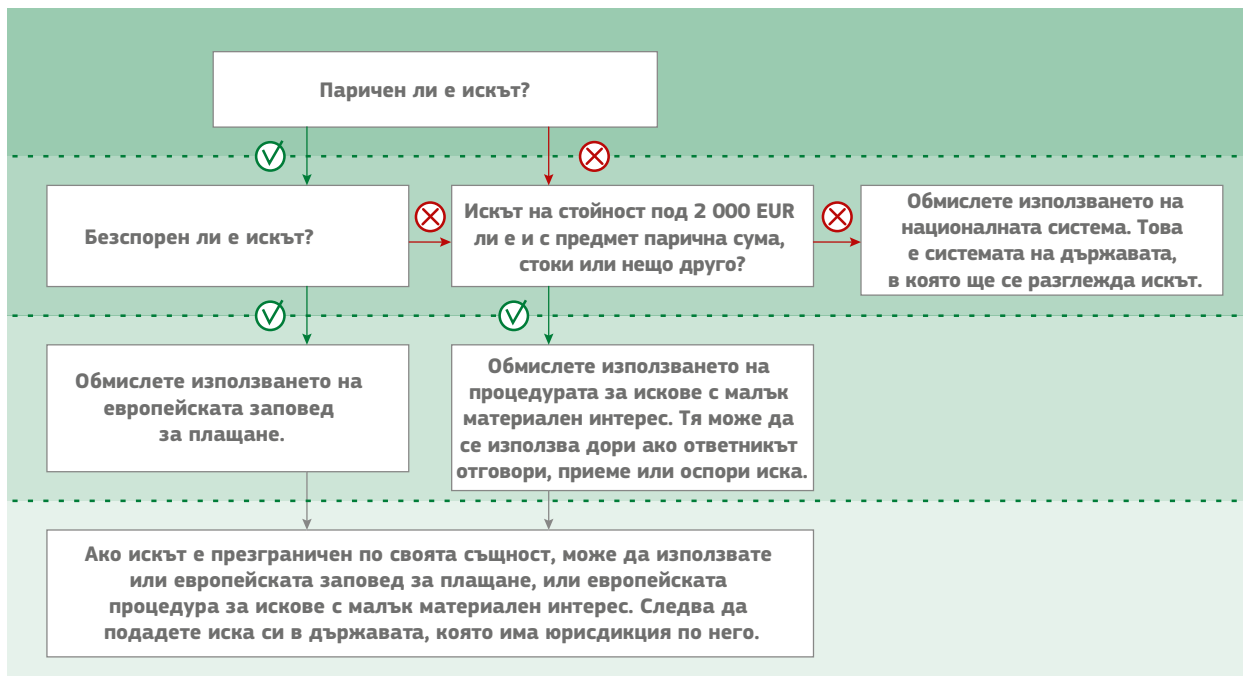 Паричен ли е искът?
Безспорен ли е искът?
Искът на стойност под 2 000 EUR
ли е и с предмет парична сума,
стоки или нещо друго?
Обмислете използването на
националната система. Това
е системата на държавата,
в която ще се разглежда искът.
Обмислете използването на
европейската заповед
за плащане.
Обмислете използването на
процедурата за искове с малък
материален интерес. Тя може да
се използва дори ако ответникът
отговори, приеме или оспори иска.
Ако искът е презграничен по своята същност, може да използвате
или европейската заповед за плащане, или европейската
процедура за искове с малък материален интерес. Следва да
подадете иска си в държавата, която има юрисдикция по него.